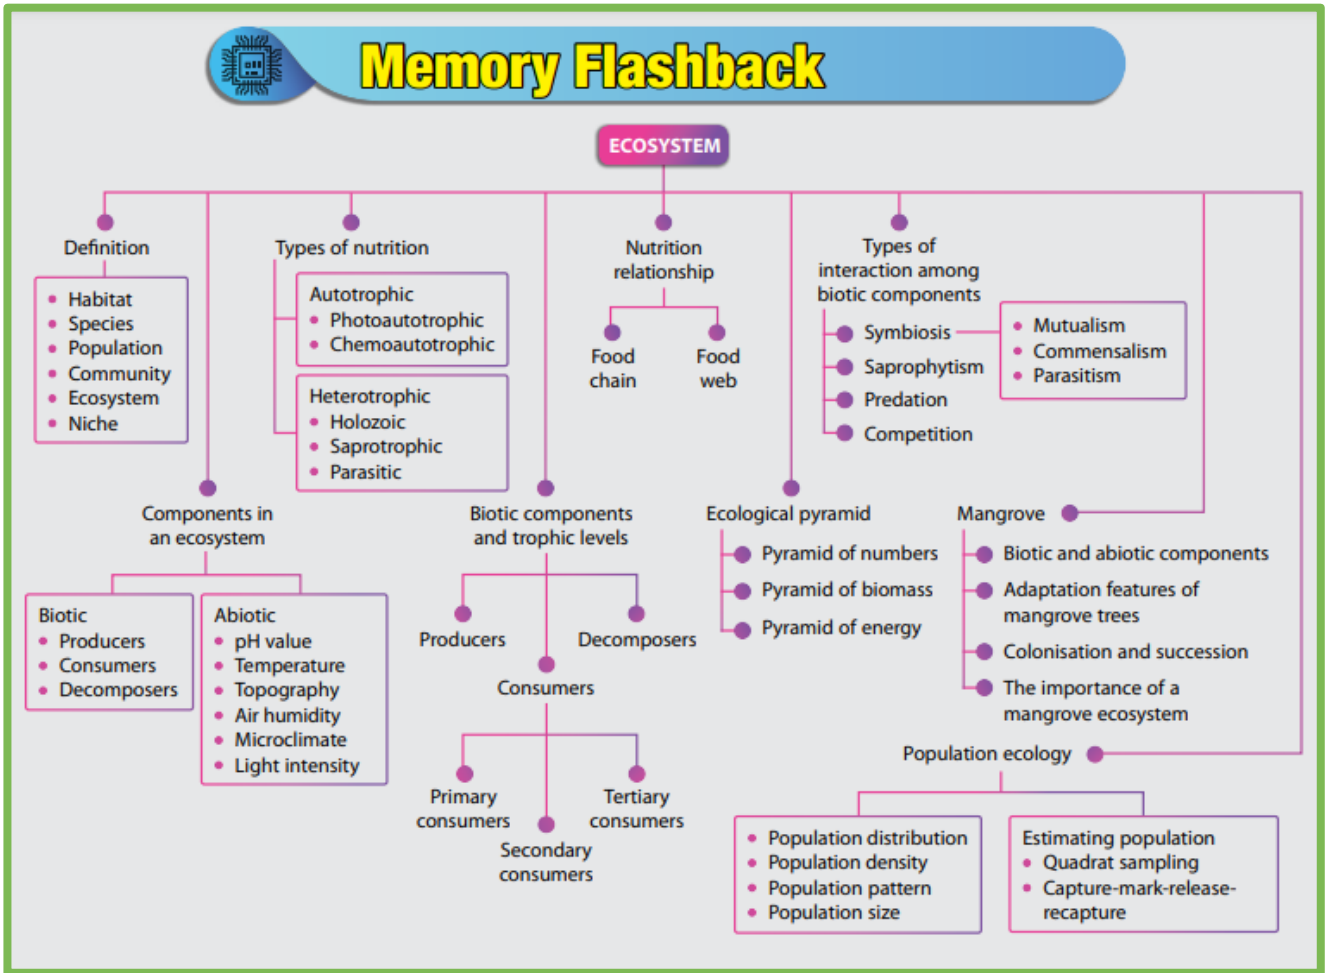 Memory Flashback
ECOSYSTEM
Definition
• Habitat
• Species
• Population
• Community
• Ecosystem
• Niche
Types of nutrition
Autotrophic
• Photoautotrophic
• Chemoautotrophic
Heterotrophic
• Holozoic
• Saprotrophic
• Parasitic
Nutrition
relationship
Food
chain
Food
web
Types of
interaction among
biotic components
Symbiosis
Saprophytism
Predation
Competition
• Mutualism
• Commensalism
• Parasitism
Components in
an ecosystem
Biotic
• Producers
• Consumers
• Decomposers
Abiotic
• pH value
• Temperature
• Topography
• Air humidity
• Microclimate
• Light intensity
Biotic components
and trophic levels
Producers
Decomposers
Consumers
Primary
consumers
Tertiary
consumers
Secondary
consumers
Ecological pyramid
Pyramid of numbers
Pyramid of biomass
Pyramid of energy
Mangrove
Biotic and abiotic components
Adaptation features of
mangrove trees
Colonisation and succession
The importance of a
mangrove ecosystem
Population ecology
• Population distribution
• Population density
• Population pattern
• Population size
Estimating population
• Quadrat sampling
• Capture-mark-release-
recapture